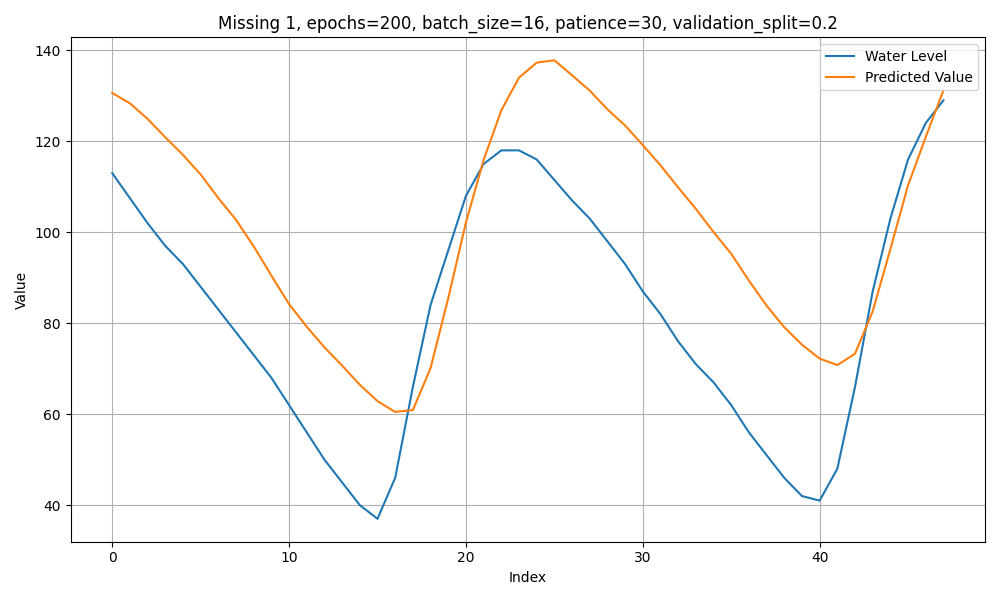 Missing 1, epochs=200, batch_size=16, patience=30, validation_split=0.2
Water Level
Predicted Value
140
120
100
80
60
40
Value
0 10 20 30 40
Index